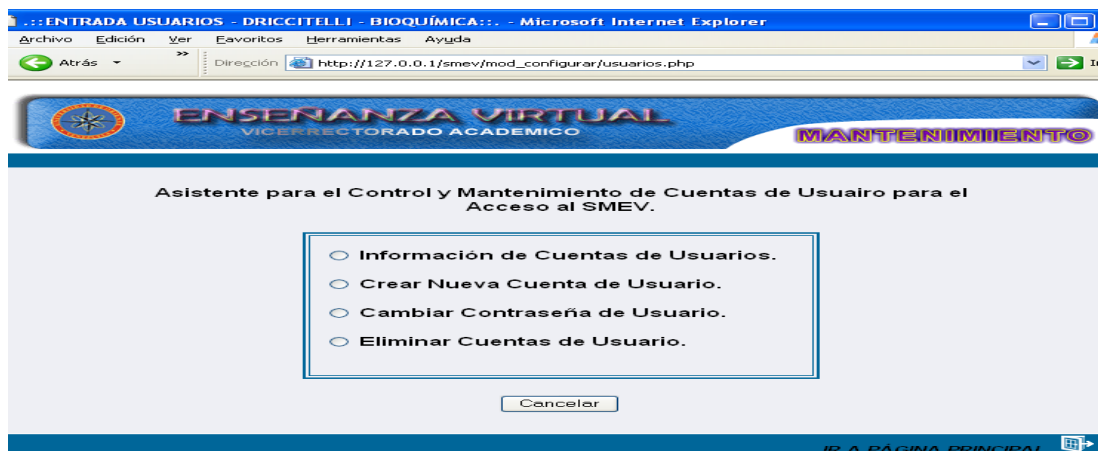 .::ENTRADA USUARIOS - DRICCITELLI - BIOQUÍMICA::. - Microsoft Internet Explorer
Archivo Edición Ver Favoritos Herramientas Ayuda
Atrás » Dirección http://127.0.0.1/smev/mod_configurar/usuarios.php
ENSEÑANZA VIRTUAL
VICERRECTORADO ACADEMICO
MANTENIMIENTO
Asistente para el Control y Mantenimiento de Cuentas de Usuairo para el
Acceso al SMEV.
Información de Cuentas de Usuarios.
Crear Nueva Cuenta de Usuario.
Cambiar Contraseña de Usuario.
Eliminar Cuentas de Usuario.
Cancelar
IR A PÁGINA PRINCIPAL